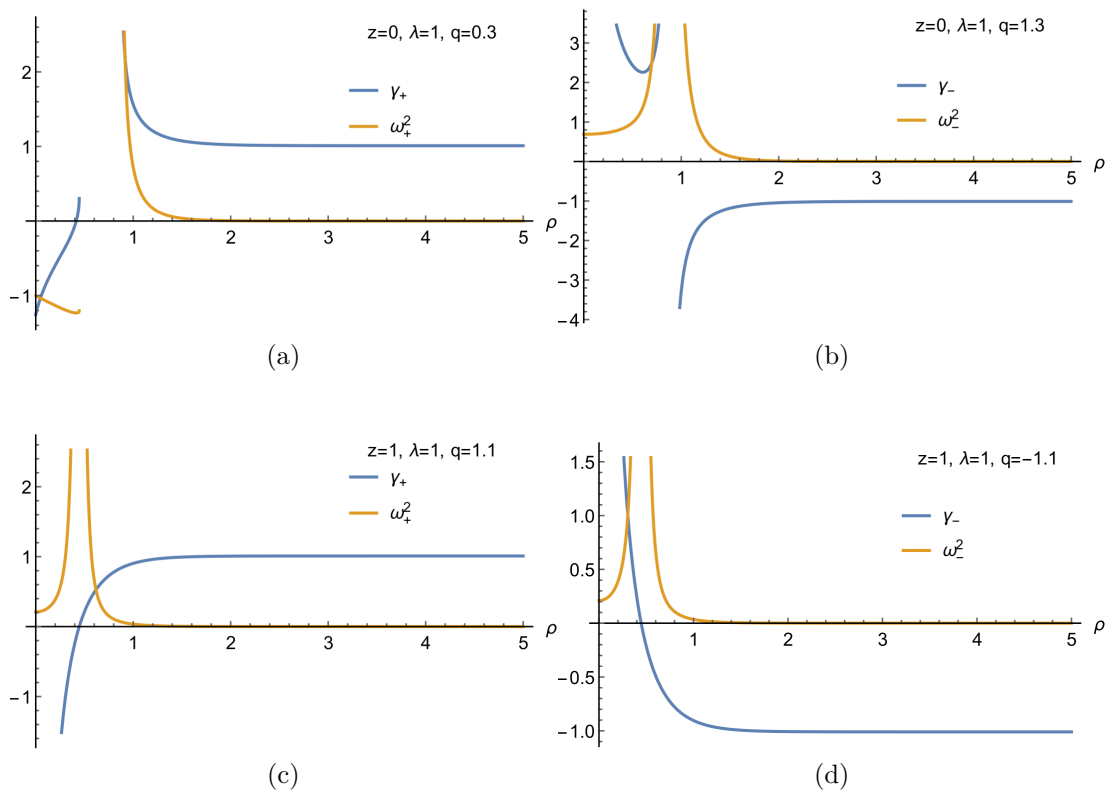 z=0, λ=1, q=0.3
γ₊
ω₊²
2
1
−1
1 2 3 4 5
ρ
(a)
z=0, λ=1, q=1.3
γ₋
ω₋²
3
2
1
−1
−2
−3
−4
1 2 3 4 5
ρ
(b)
z=1, λ=1, q=1.1
γ₊
ω₊²
2
1
−1
1 2 3 4 5
ρ
(c)
z=1, λ=1, q=−1.1
γ₋
ω₋²
1.5
1.0
0.5
−0.5
−1.0
1 2 3 4 5
ρ
(d)